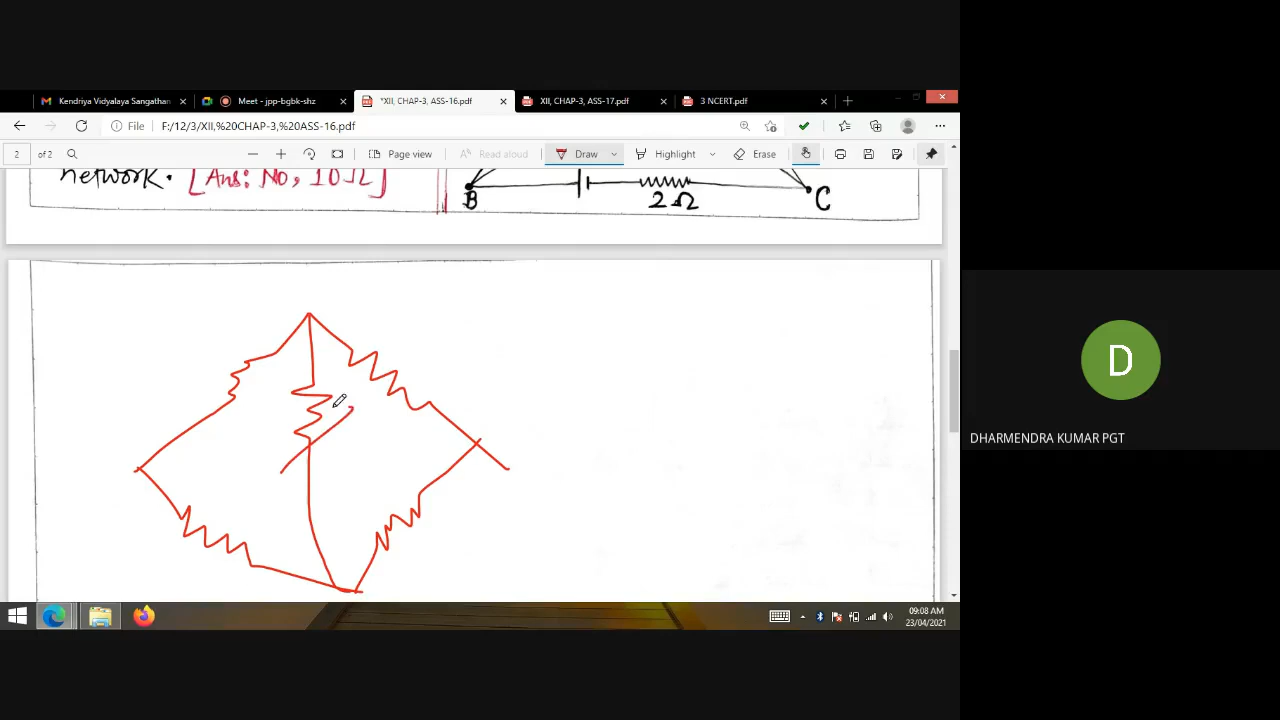 Kendriya Vidyalaya Sangathan
Meet - jpp-bgbk-shz
*XII, CHAP-3, ASS-16.pdf
XII, CHAP-3, ASS-17.pdf
3 NCERT.pdf
File
F:/12/3/XII,%20CHAP-3,%20ASS-16.pdf
2 of 2
Page view
Read aloud
Draw
Highlight
Erase
network. [Ans: No, 10Ω]
B
2Ω
C
D
DHARMENDRA KUMAR PGT
09:08 AM
23/04/2021